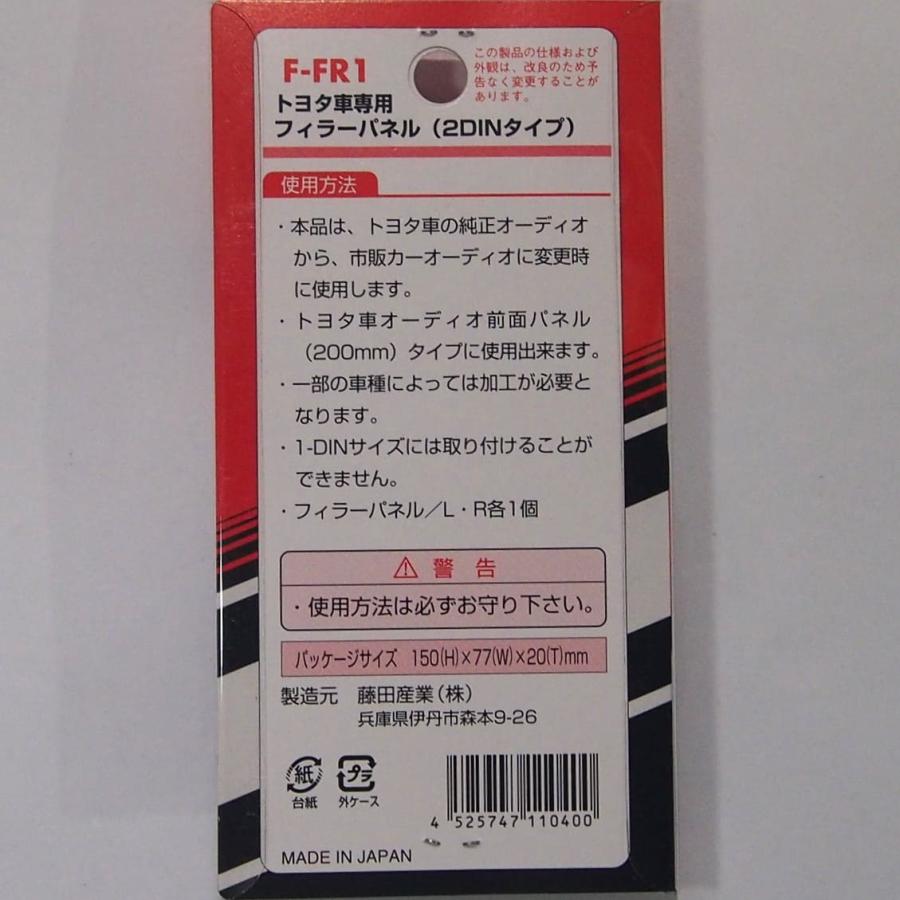 F-FR1
この製品の仕様および
外観は、改良のため予
告なく変更することが
あります。
トヨタ車専用
フィラーパネル（2DINタイプ）
使用方法
・本品は、トヨタ車の純正オーディオ
から、市販カーオーディオに変更時
に使用します。
・トヨタ車オーディオ前面パネル
（200mm）タイプに使用出来ます。
・一部の車種によっては加工が必要と
なります。
・1-DINサイズには取り付けることが
できません。
・フィラーパネル／L・R各1個
警告
・使用方法は必ずお守り下さい。
パッケージサイズ 150(H)×77(W)×20(T)mm
製造元 藤田産業（株）
兵庫県伊丹市森本9-26
紙
プラ
台紙
外ケース
4 525747 110400
MADE IN JAPAN